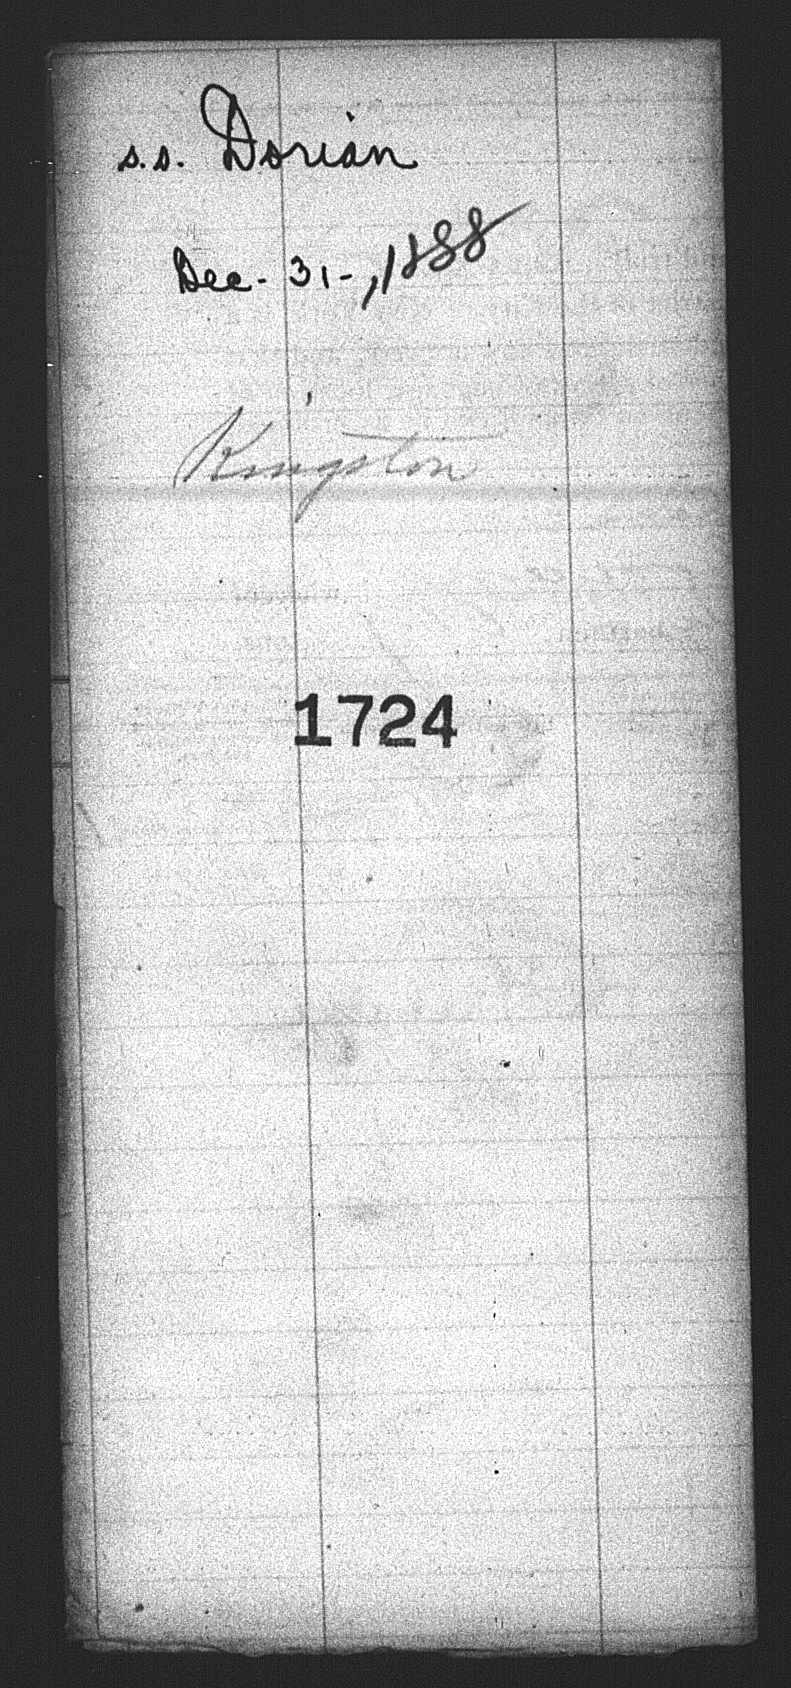 s.s. Dorian
Dec - 31 -, 1888
Kingston
1724